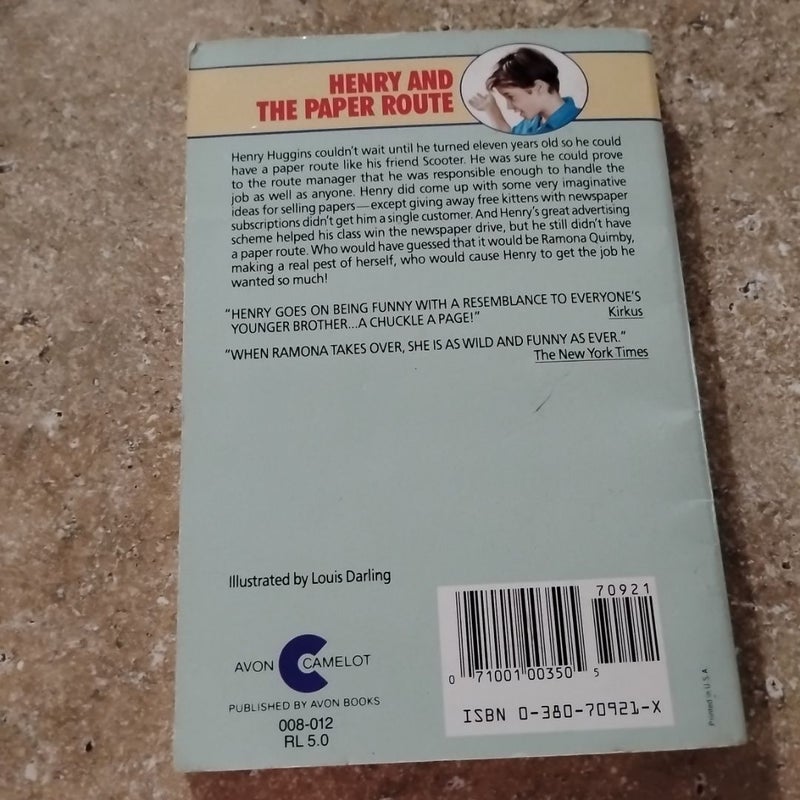 HENRY AND
THE PAPER ROUTE
Henry Huggins couldn't wait until he turned eleven years old so he could
have a paper route like his friend Scooter. He was sure he could prove
to the route manager that he was responsible enough to handle the
job as well as anyone. Henry did come up with some very imaginative
ideas for selling papers—except giving away free kittens with newspaper
subscriptions didn't get him a single customer. And Henry's great advertising
scheme helped his class win the newspaper drive, but he still didn't have
a paper route. Who would have guessed that it would be Ramona Quimby,
making a real pest of herself, who would cause Henry to get the job he
wanted so much!
"HENRY GOES ON BEING FUNNY WITH A RESEMBLANCE TO EVERYONE'S
YOUNGER BROTHER...A CHUCKLE A PAGE!" Kirkus
"WHEN RAMONA TAKES OVER, SHE IS AS WILD AND FUNNY AS EVER."
The New York Times
Illustrated by Louis Darling
AVON CAMELOT
PUBLISHED BY AVON BOOKS
008-012
RL 5.0
70921
0 71001 00350 5
ISBN 0-380-70921-X
Printed in U.S.A.